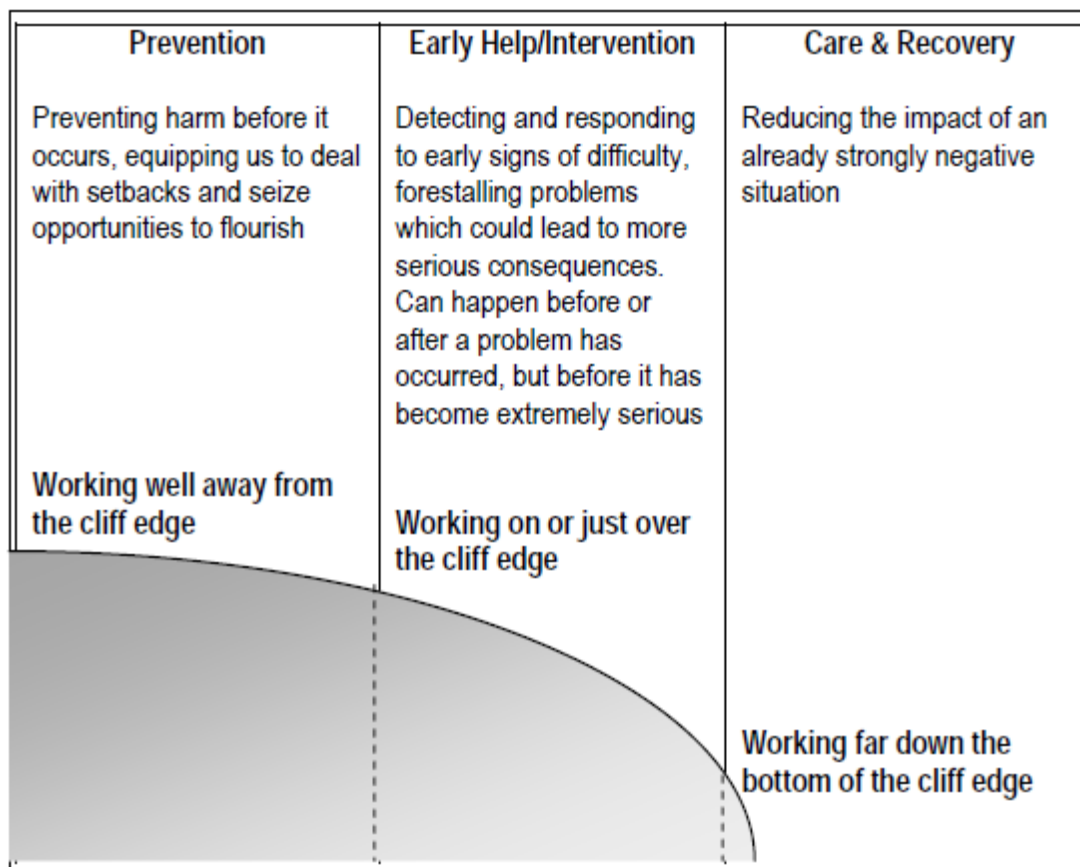 Prevention
Preventing harm before it
occurs, equipping us to deal
with setbacks and seize
opportunities to flourish
Working well away from
the cliff edge
Early Help/Intervention
Detecting and responding
to early signs of difficulty,
forestalling problems
which could lead to more
serious consequences.
Can happen before or
after a problem has
occurred, but before it has
become extremely serious
Working on or just over
the cliff edge
Care & Recovery
Reducing the impact of an
already strongly negative
situation
Working far down the
bottom of the cliff edge